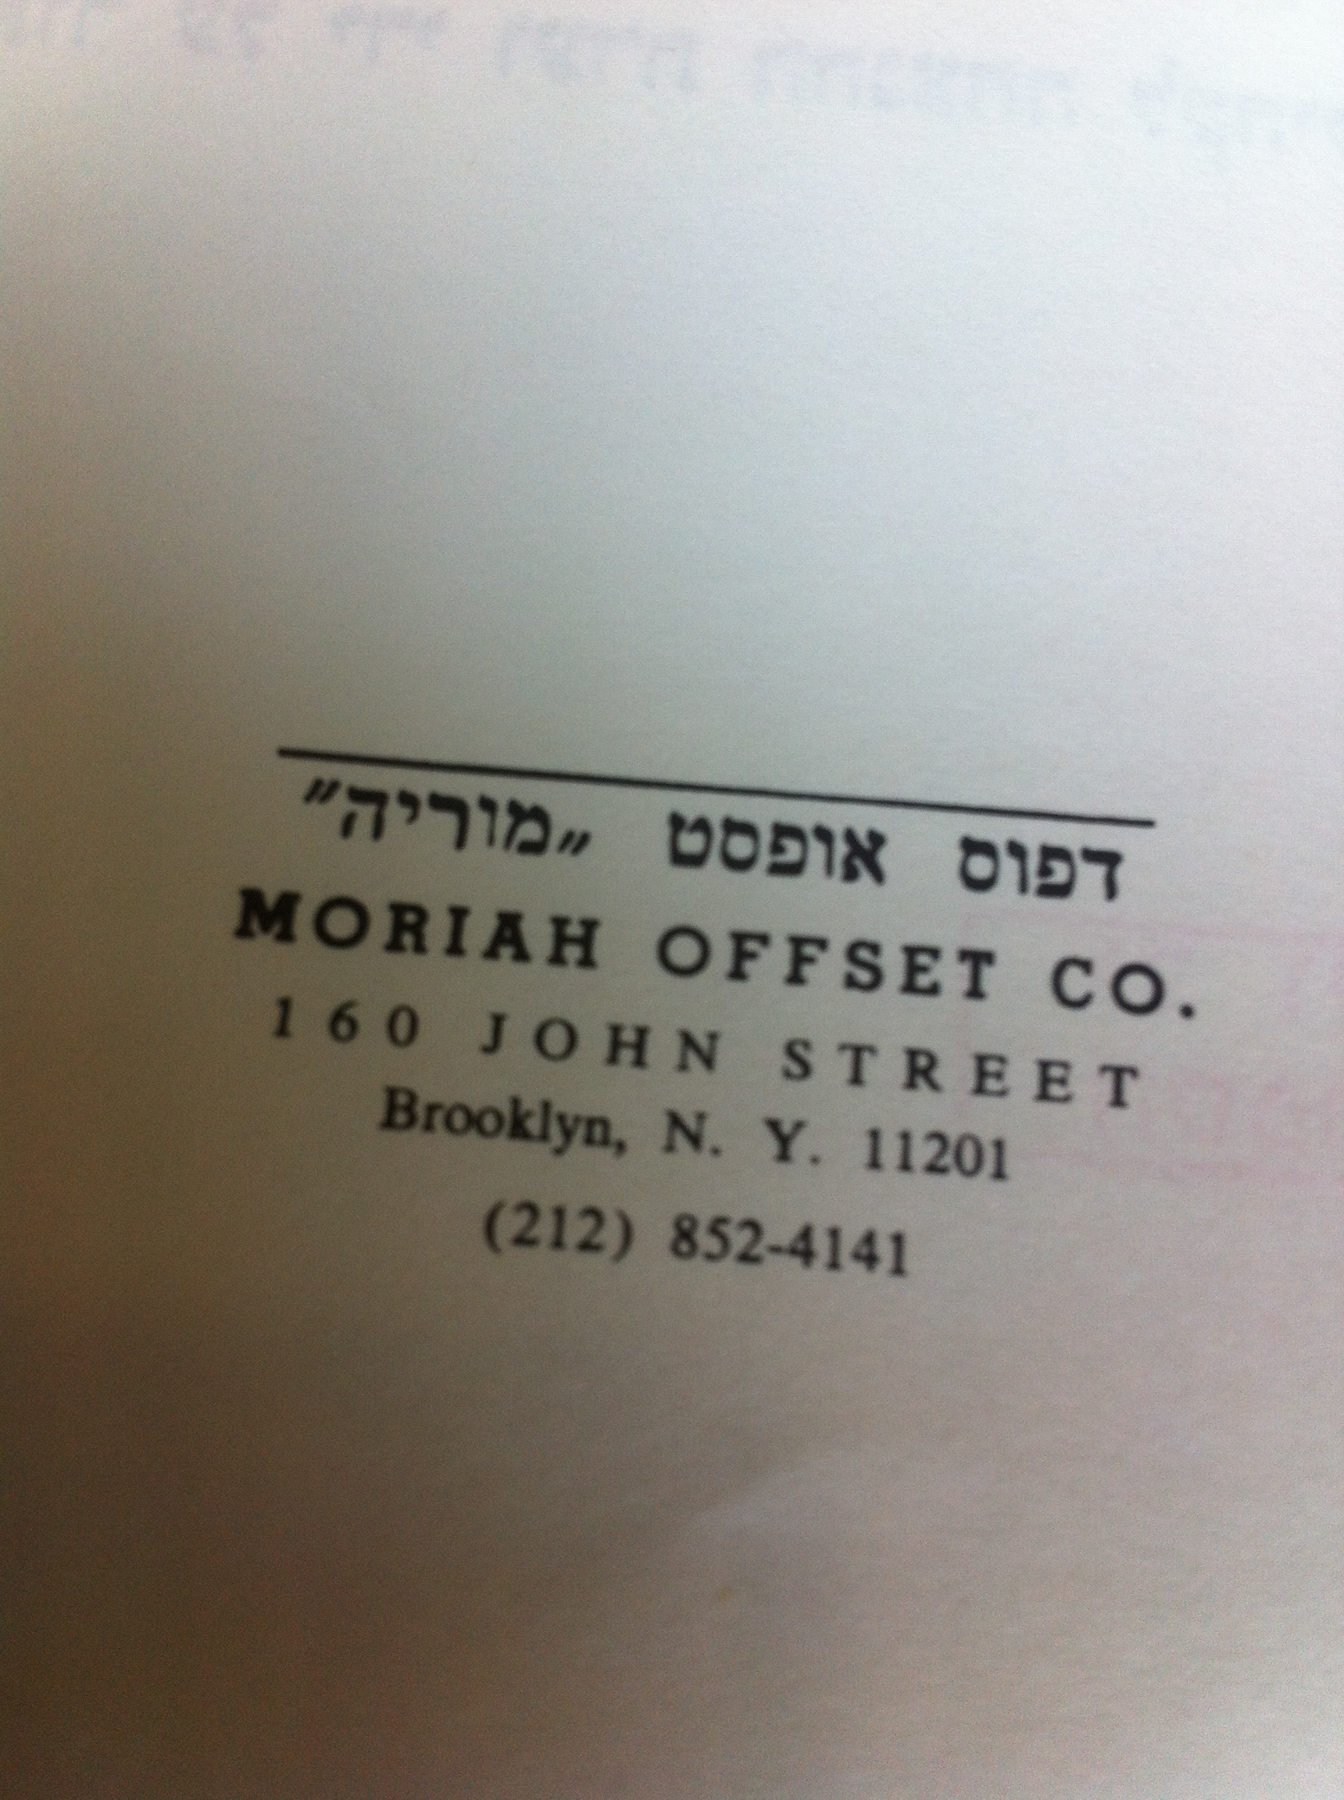 דפוס אופסט „מוריה״
MORIAH OFFSET CO.
160 JOHN STREET
Brooklyn, N. Y. 11201
(212) 852-4141